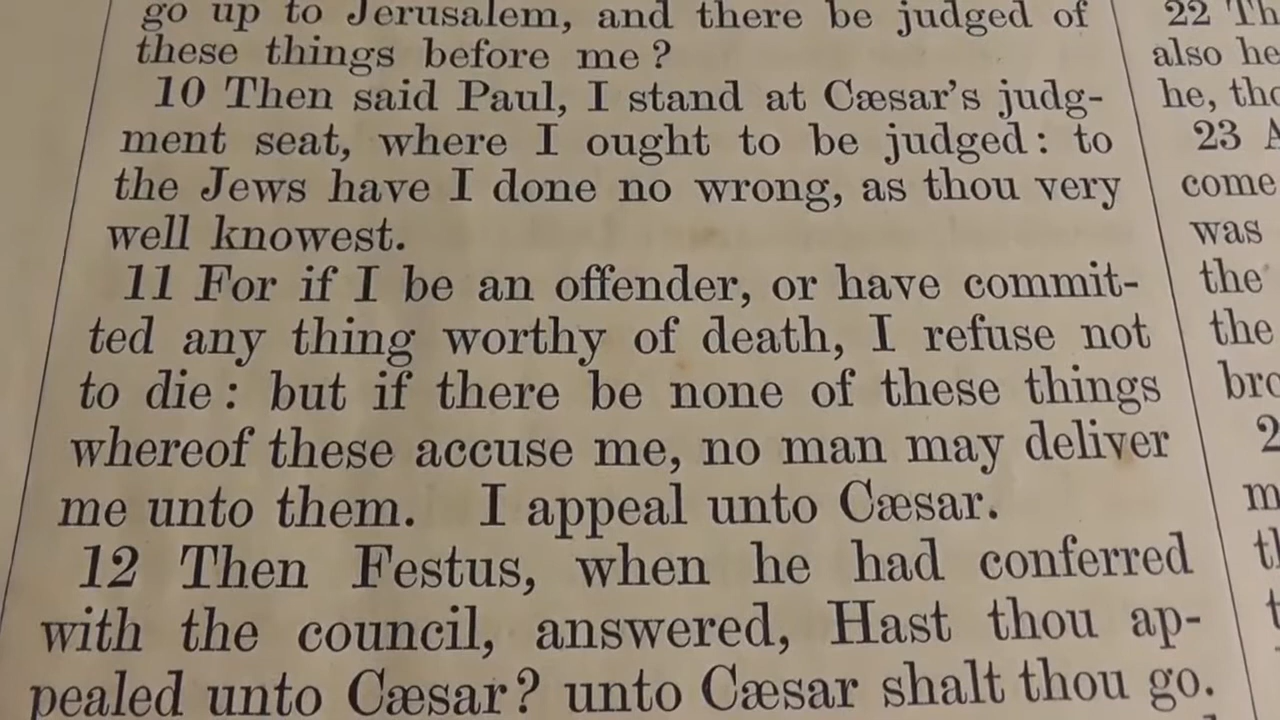 go up to Jerusalem, and there be judged of
these things before me?
10 Then said Paul, I stand at Cæsar's judg-
ment seat, where I ought to be judged: to
the Jews have I done no wrong, as thou very
well knowest.
11 For if I be an offender, or have commit-
ted any thing worthy of death, I refuse not
to die: but if there be none of these things
whereof these accuse me, no man may deliver
me unto them. I appeal unto Cæsar.
12 Then Festus, when he had conferred
with the council, answered, Hast thou ap-
pealed unto Cæsar? unto Cæsar shalt thou go.
22 Th
also he
he, tho
23 A
come
was
the
the
bro
2
m
th
t